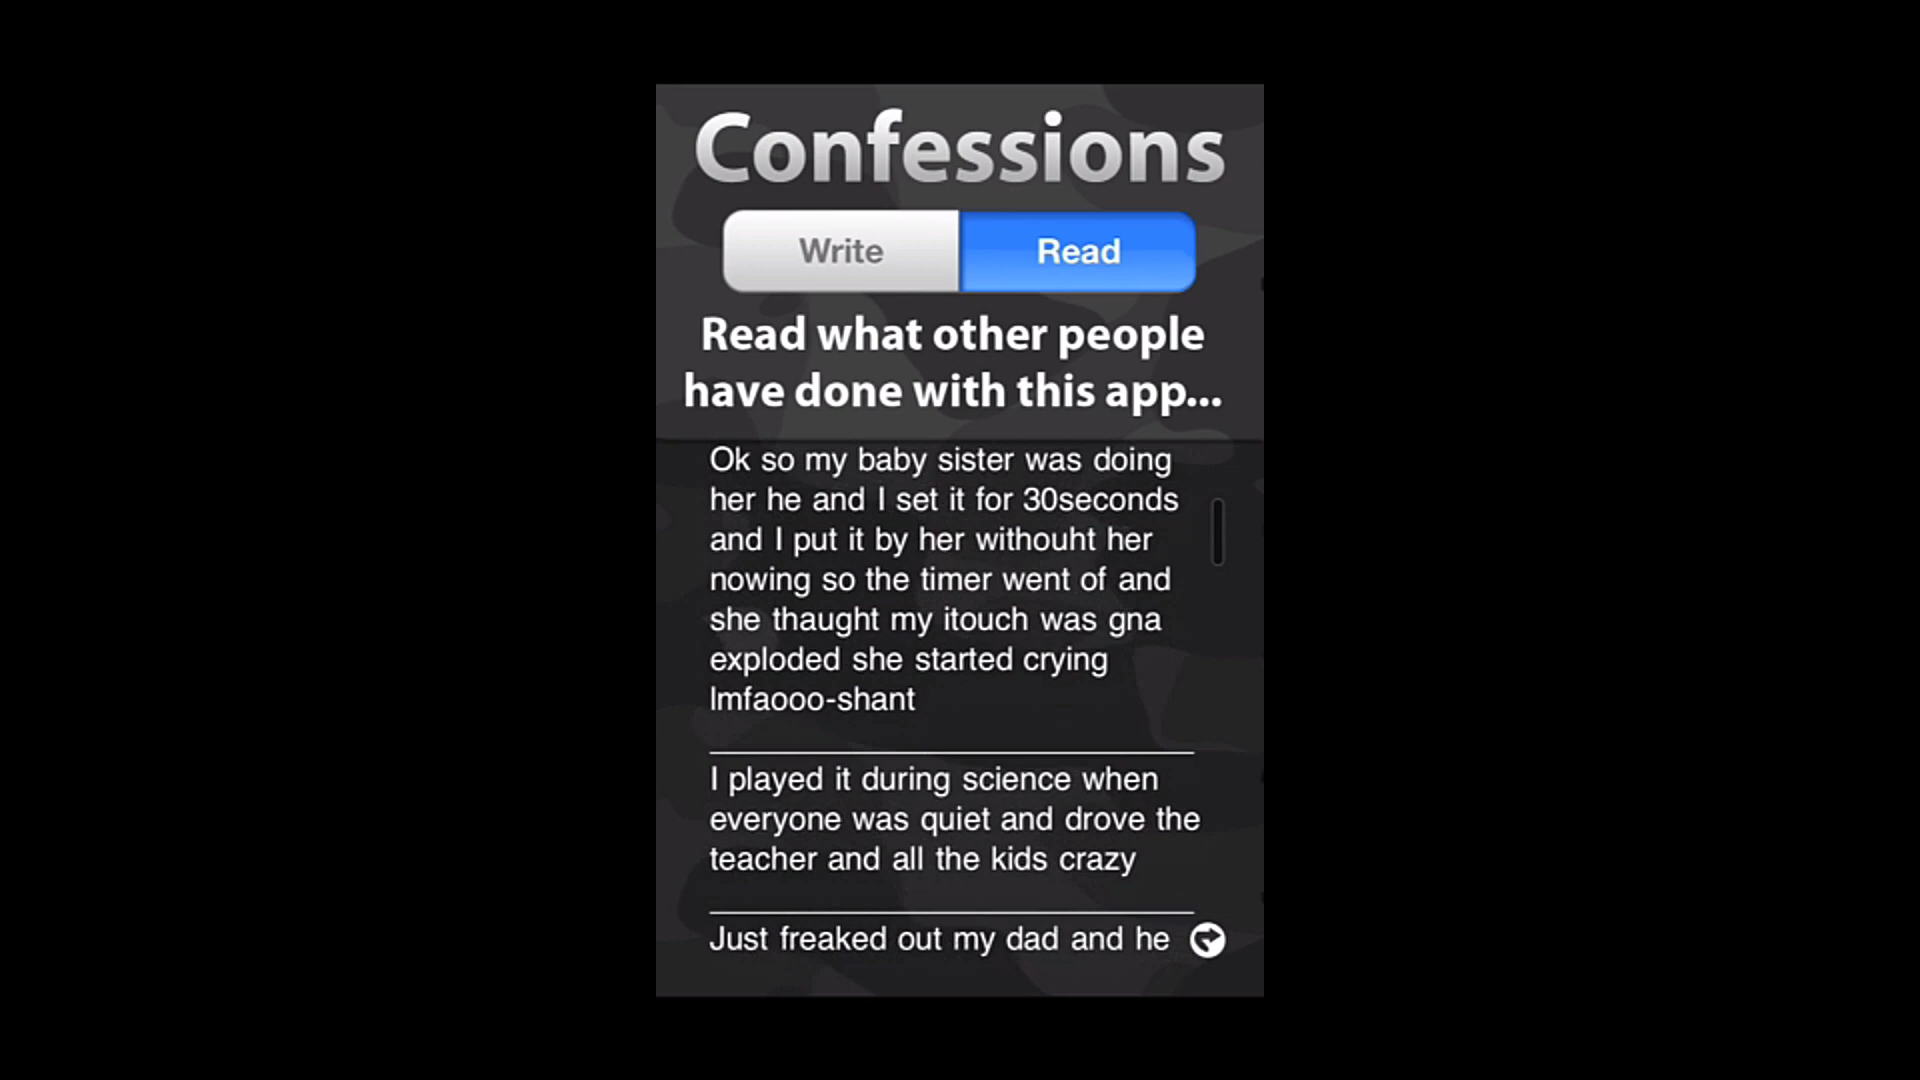 Confessions
Write
Read
Read what other people
have done with this app...
Ok so my baby sister was doing
her he and I set it for 30seconds
and I put it by her withouht her
nowing so the timer went of and
she thaught my itouch was gna
exploded she started crying
lmfaooo-shant
I played it during science when
everyone was quiet and drove the
teacher and all the kids crazy
Just freaked out my dad and he